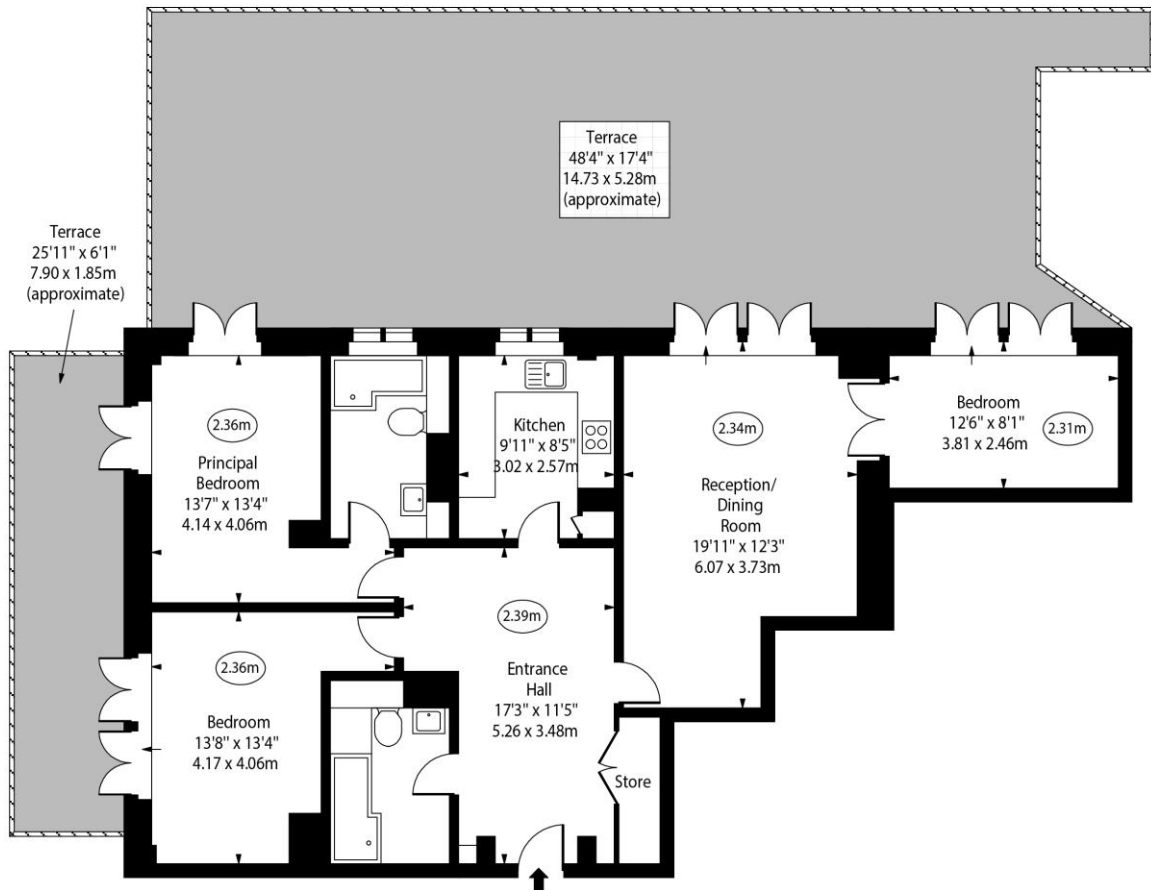 Terrace
48'4" x 17'4"
14.73 x 5.28m
(approximate)
Terrace
25'11" x 6'1"
7.90 x 1.85m
(approximate)
2.36m
Principal
Bedroom
13'7" x 13'4"
4.14 x 4.06m
Kitchen
9'11" x 8'5"
3.02 x 2.57m
2.34m
Reception/
Dining
Room
19'11" x 12'3"
6.07 x 3.73m
Bedroom
12'6" x 8'1"
3.81 x 2.46m
2.31m
2.39m
Entrance
Hall
17'3" x 11'5"
5.26 x 3.48m
2.36m
Bedroom
13'8" x 13'4"
4.17 x 4.06m
Store